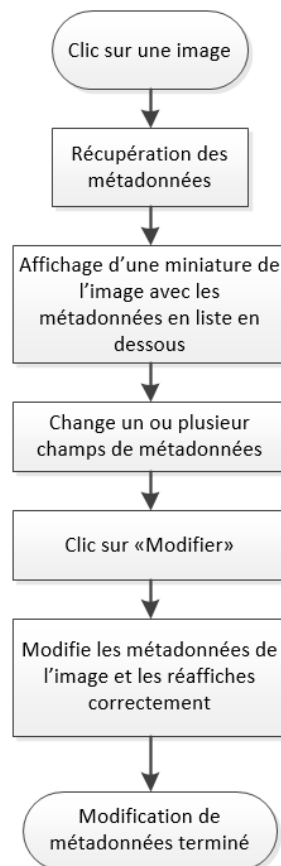 Clic sur une image
Récupération des
métadonnées
Affichage d’une miniature de
l’image avec les
métadonnées en liste en
dessous
Change un ou plusieur
champs de métadonnées
Clic sur «Modifier»
Modifie les métadonnées de
l’image et les réaffiches
correctement
Modification de
métadonnées terminé